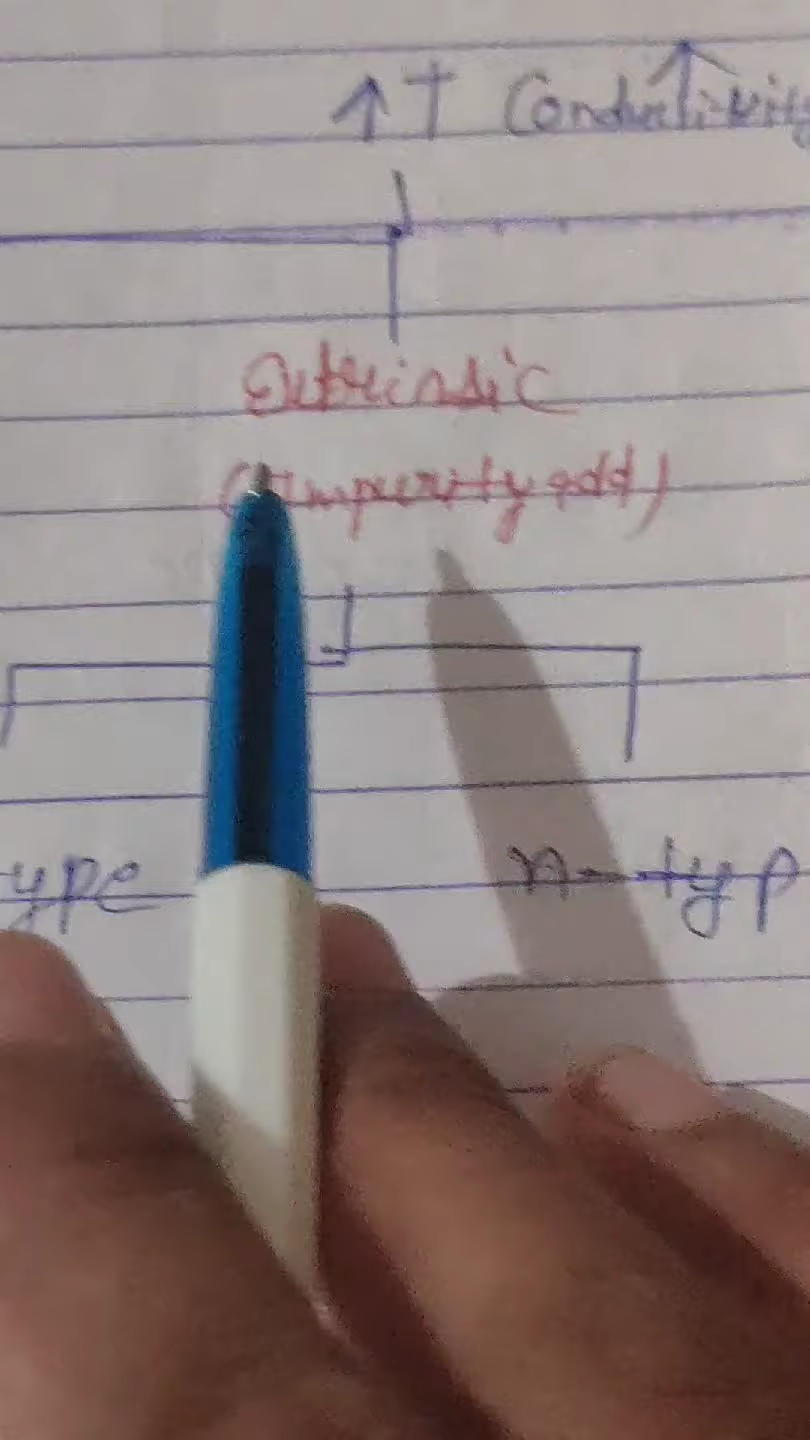 ↑ T Conductivity ↑
Extrinsic
(Impurity add)
ype
n-typ